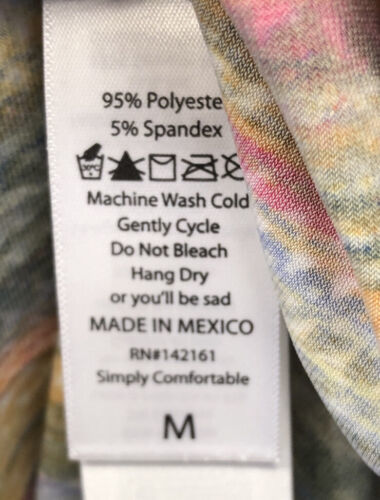 95% Polyeste
5% Spandex
Machine Wash Cold
Gently Cycle
Do Not Bleach
Hang Dry
or you'll be sad
MADE IN MEXICO
RN#142161
Simply Comfortable
M